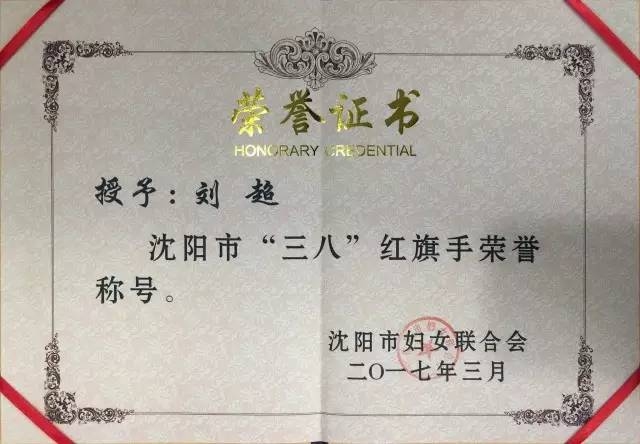 荣誉证书
HONORARY CREDENTIAL
授予：刘 超
沈阳市“三八”红旗手荣誉
称号。
沈阳市妇女联合会
二〇一七年三月